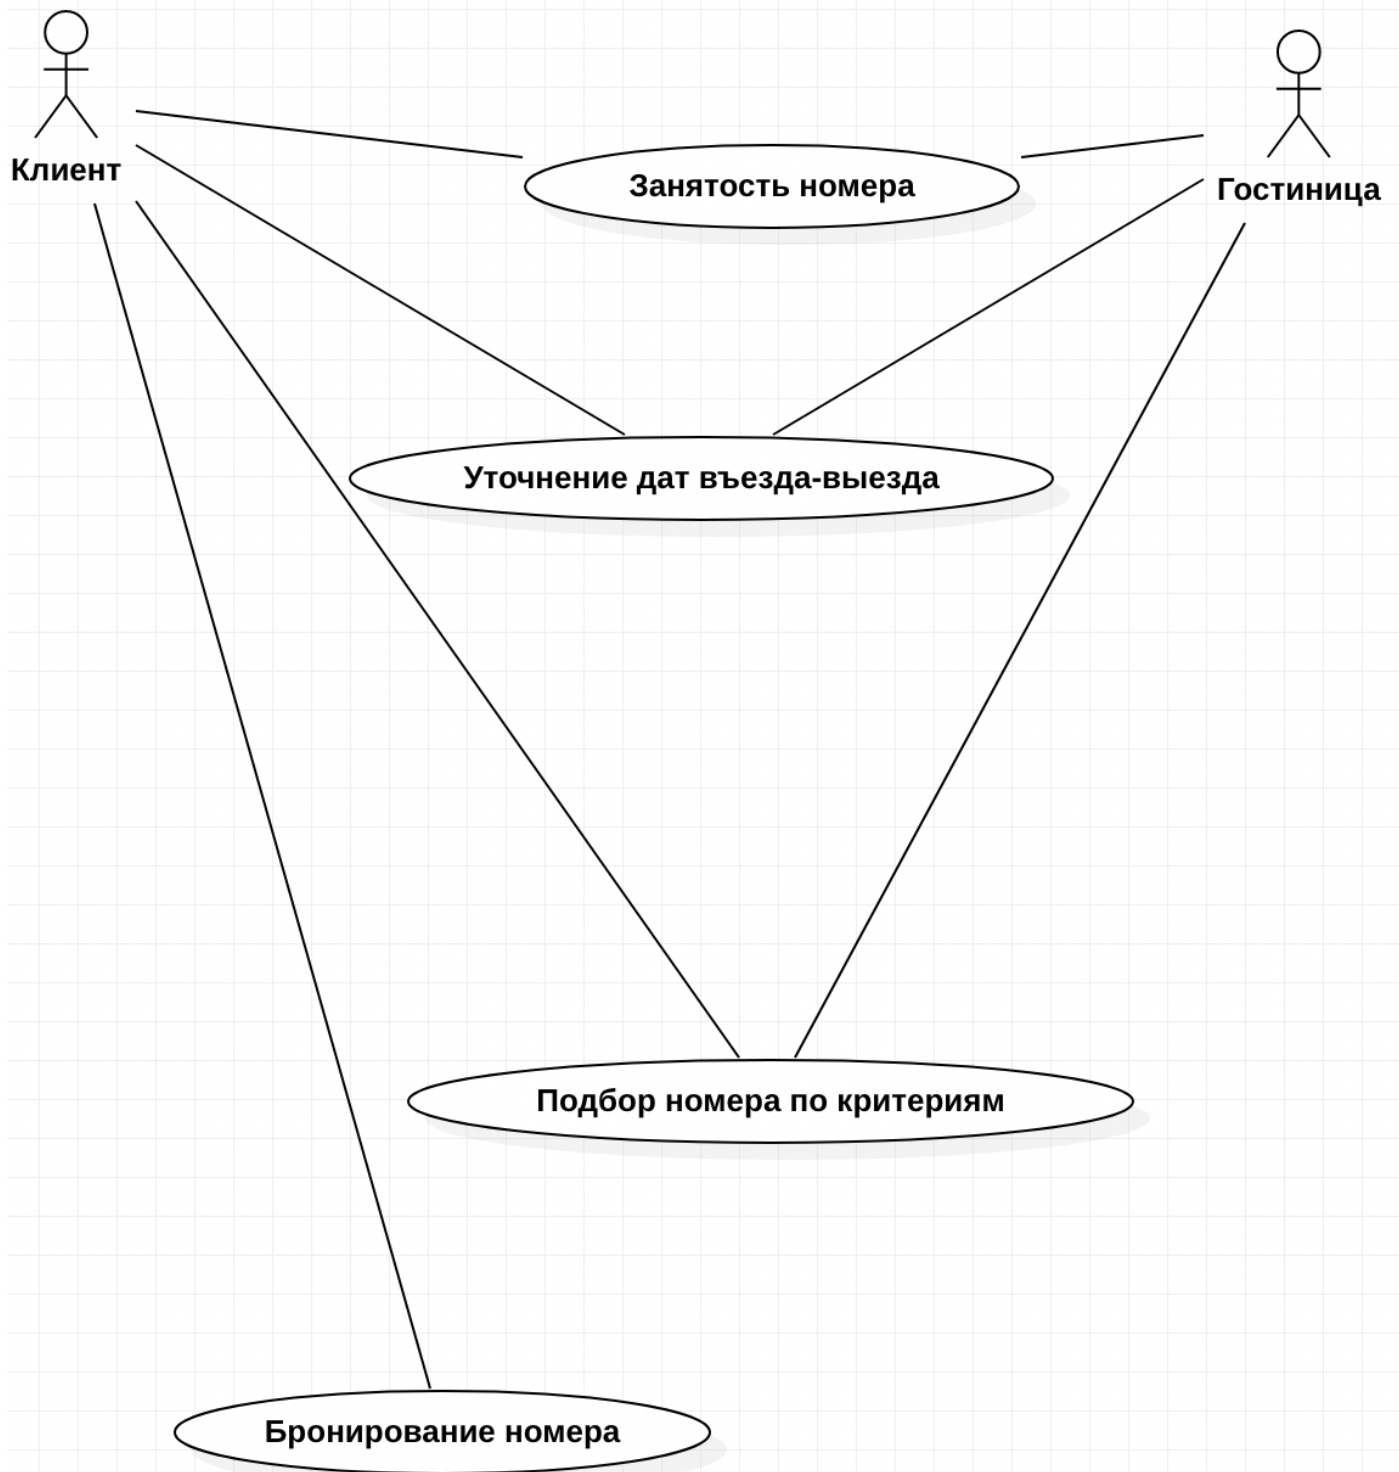 Клиент
Занятость номера
Гостиница
Уточнение дат въезда-выезда
Подбор номера по критериям
Бронирование номера